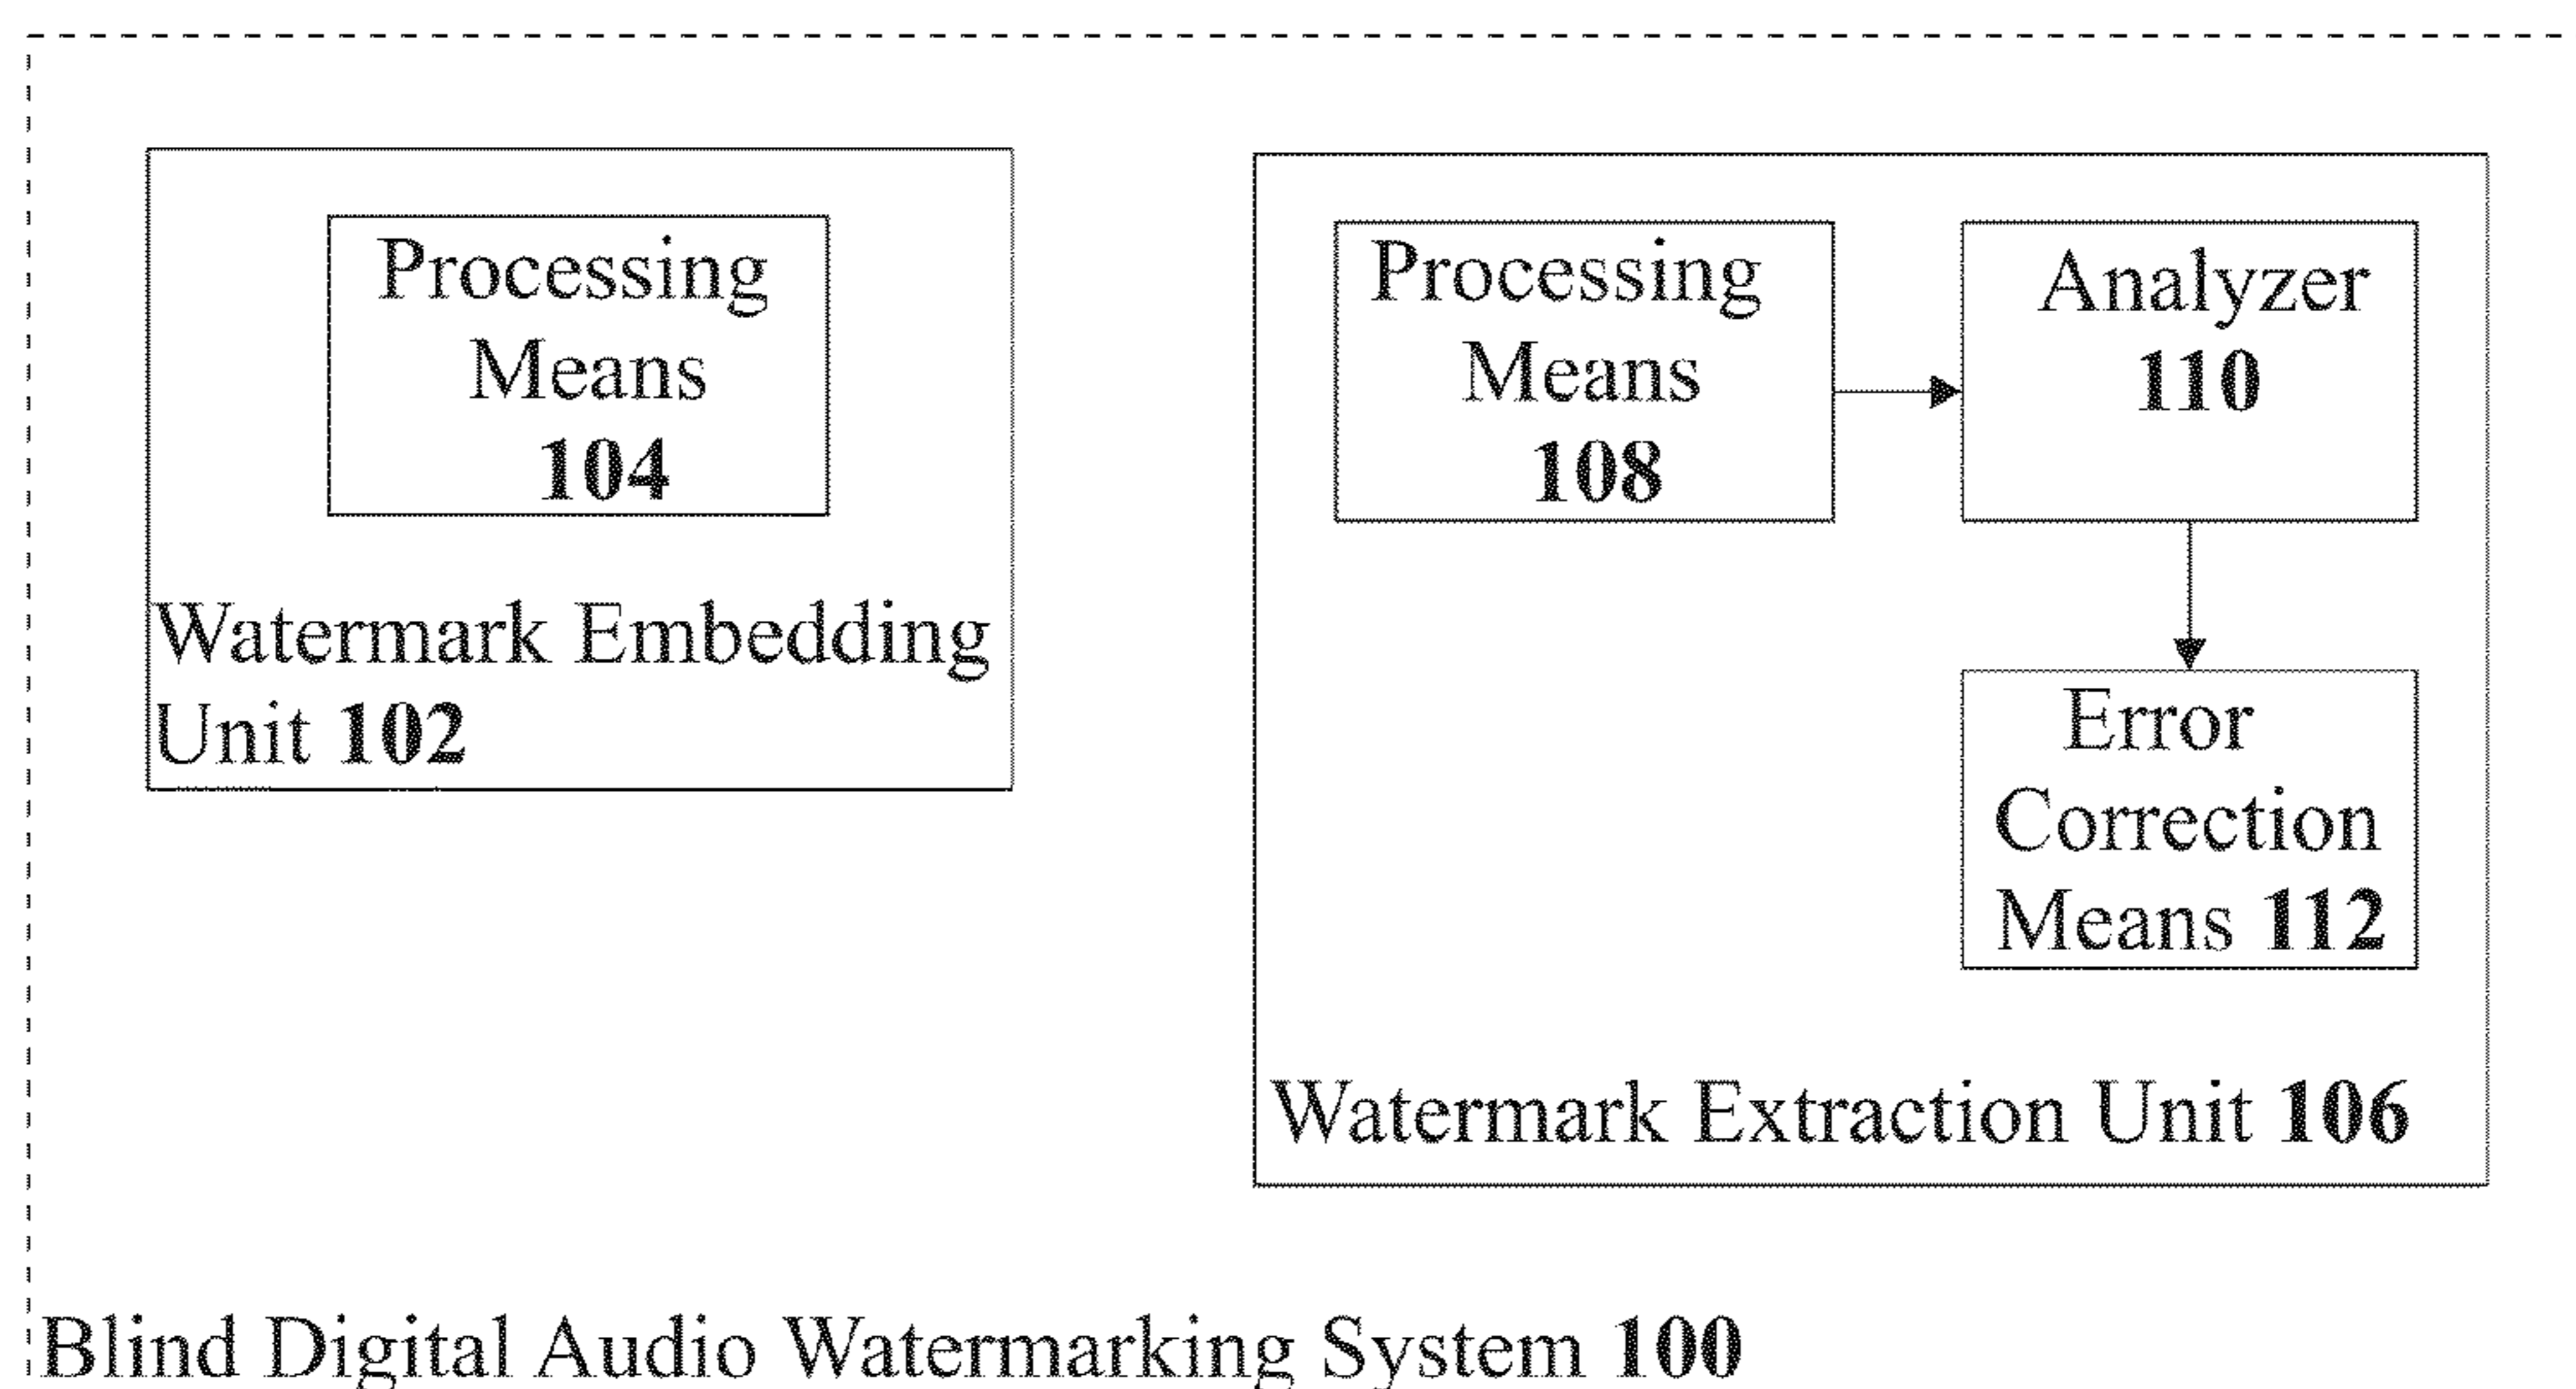 Processing
Means
104
Watermark Embedding
Unit 102
Processing
Means
108
Analyzer
110
Error
Correction
Means 112
Watermark Extraction Unit 106
Blind Digital Audio Watermarking System 100